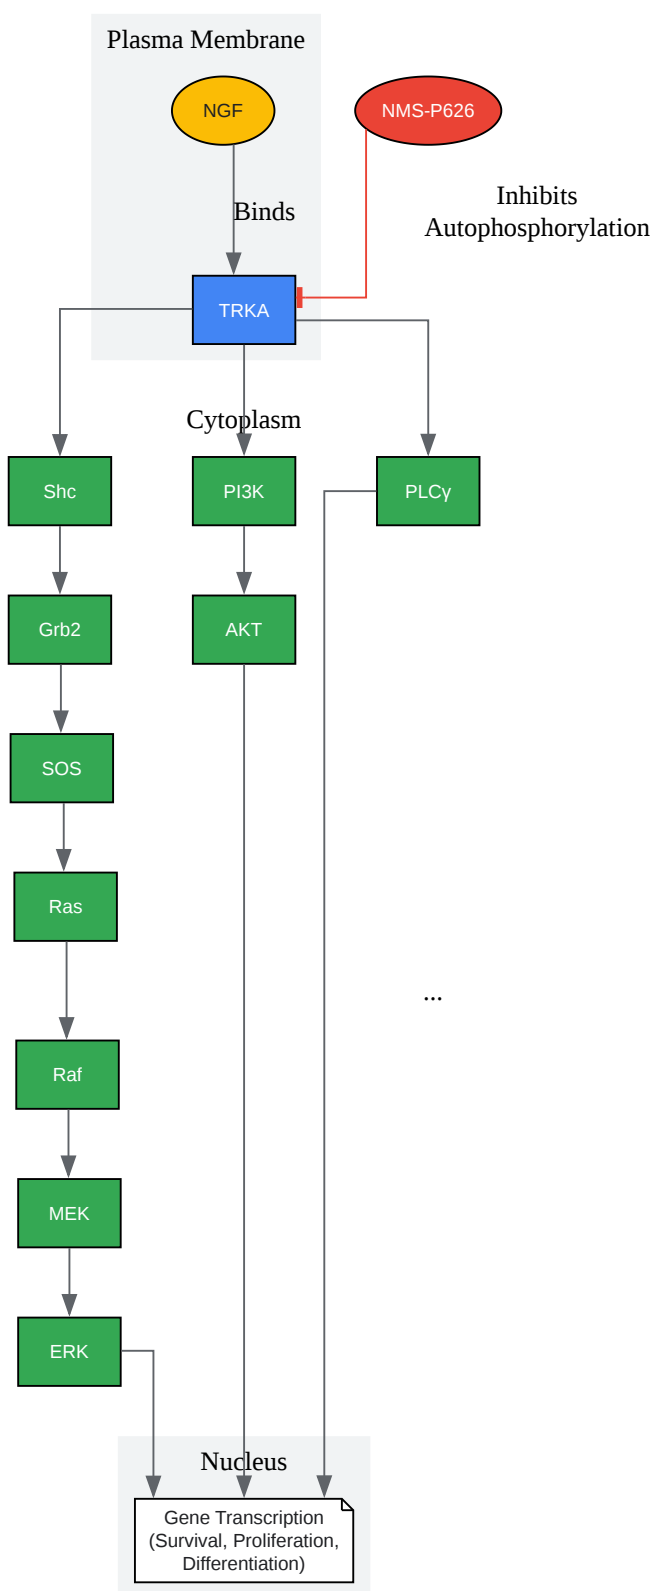 Plasma Membrane
NGF
NMS-P626
Inhibits
Autophosphorylation
Binds
TRKA
Cytoplasm
Shc
PI3K
PLCγ
Grb2
AKT
SOS
Ras
...
Raf
MEK
ERK
Nucleus
Gene Transcription
(Survival, Proliferation,
Differentiation)